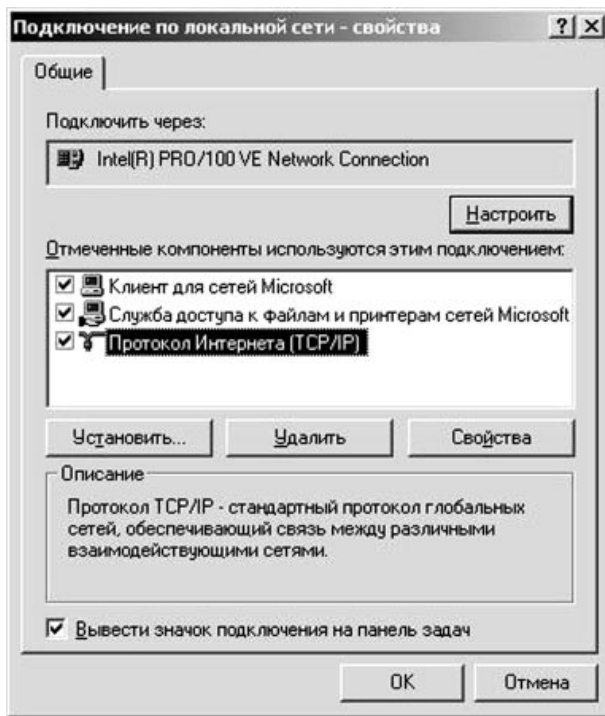 Подключение по локальной сети - свойства
Общие
Подключить через:
Intel(R) PRO/100 VE Network Connection
Настроить
Отмеченные компоненты используются этим подключением:
Клиент для сетей Microsoft
Служба доступа к файлам и принтерам сетей Microsoft
Протокол Интернета (TCP/IP)
Установить... Удалить Свойства
Описание
Протокол TCP/IP - стандартный протокол глобальных
сетей, обеспечивающий связь между различными
взаимодействующими сетями.
Вывести значок подключения на панель задач
OK Отмена